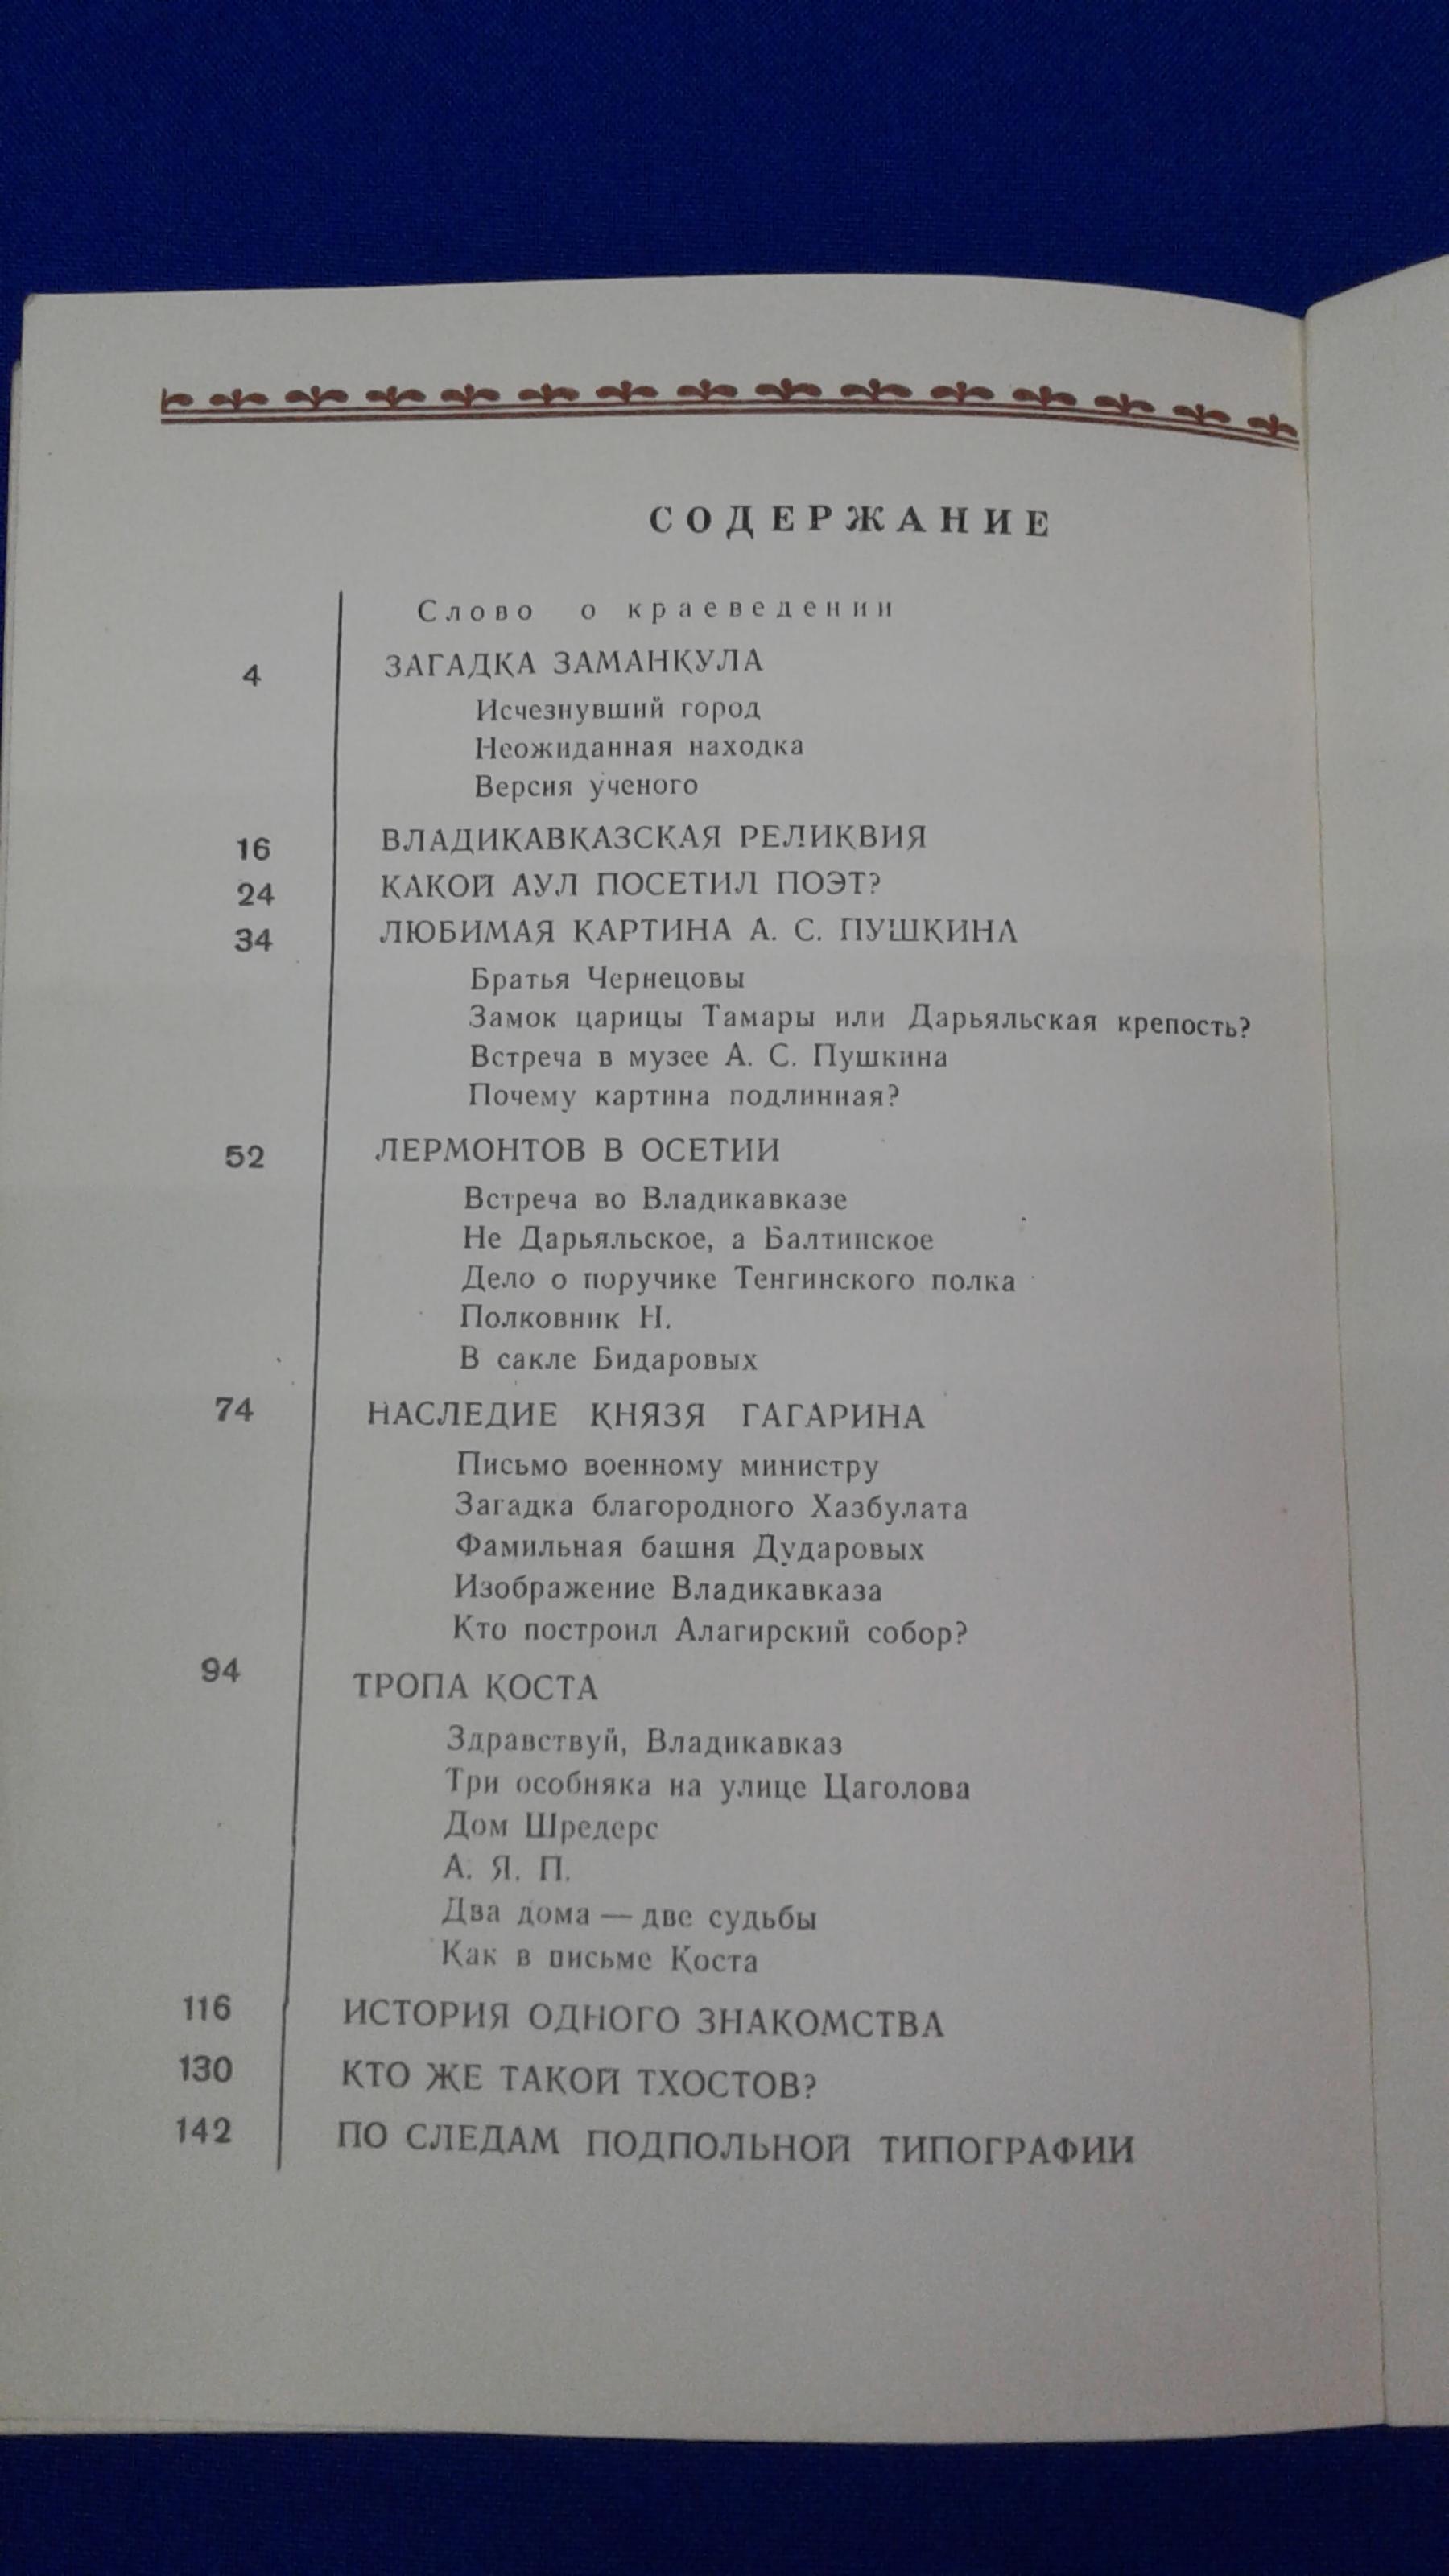 СОДЕРЖАНИЕ
Слово о краеведении
4 ЗАГАДКА ЗАМАНКУЛА
Исчезнувший город
Неожиданная находка
Версия ученого
16 ВЛАДИКАВКАЗСКАЯ РЕЛИКВИЯ
24 КАКОЙ АУЛ ПОСЕТИЛ ПОЭТ?
34 ЛЮБИМАЯ КАРТИНА А. С. ПУШКИНА
Братья Чернецовы
Замок царицы Тамары или Дарьяльская крепость?
Встреча в музее А. С. Пушкина
Почему картина подлинная?
52 ЛЕРМОНТОВ В ОСЕТИИ
Встреча во Владикавказе
Не Дарьяльское, а Балтинское
Дело о поручике Тенгинского полка
Полковник Н.
В сакле Бидаровых
74 НАСЛЕДИЕ КНЯЗЯ ГАГАРИНА
Письмо военному министру
Загадка благородного Хазбулата
Фамильная башня Дударовых
Изображение Владикавказа
Кто построил Алагирский собор?
94 ТРОПА КОСТА
Здравствуй, Владикавказ
Три особняка на улице Цаголова
Дом Шредерс
А. Я. П.
Два дома — две судьбы
Как в письме Коста
116 ИСТОРИЯ ОДНОГО ЗНАКОМСТВА
130 КТО ЖЕ ТАКОЙ ТХОСТОВ?
142 ПО СЛЕДАМ ПОДПОЛЬНОЙ ТИПОГРАФИИ